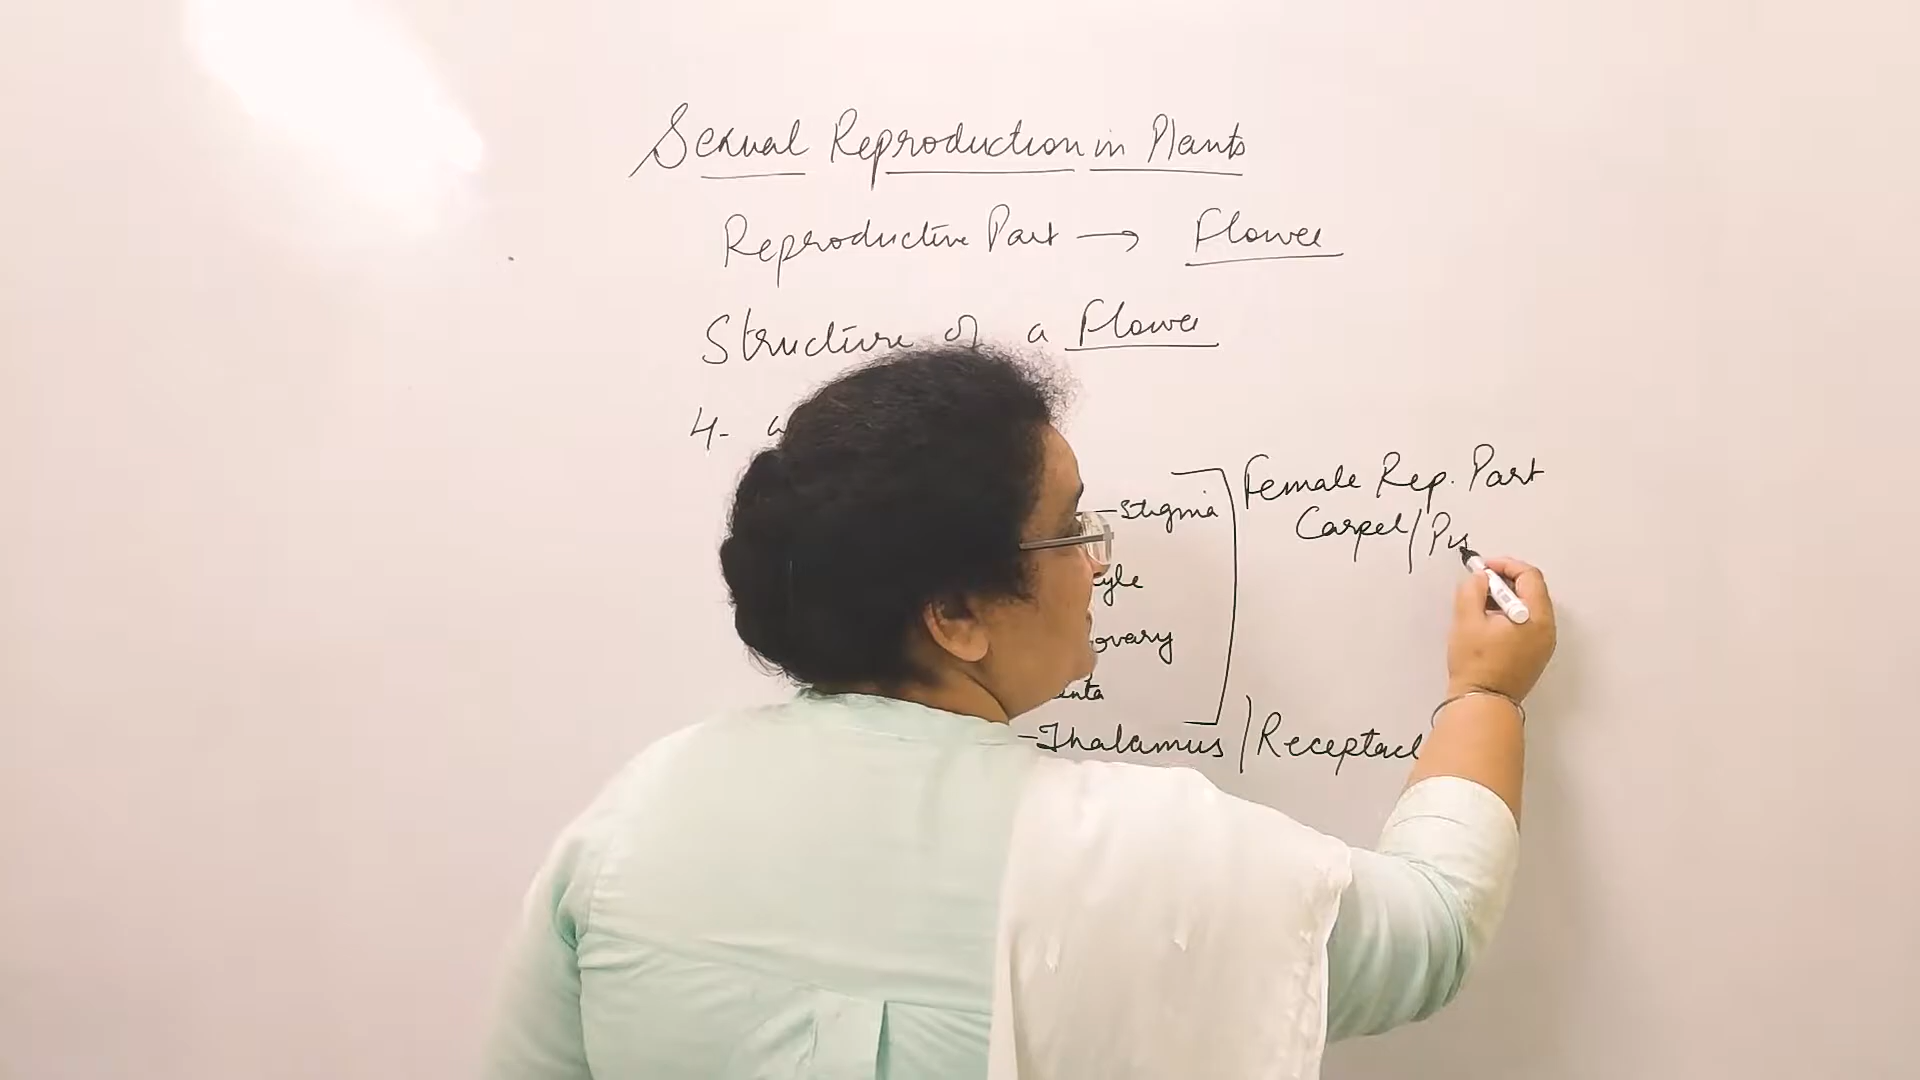 Sexual Reproduction in Plants
Reproductive Part → Flower
Structure of a Flower
4-
Female Rep. Part
Stigma
Carpel/Pis
yle
ovary
Thalamus/Receptacl